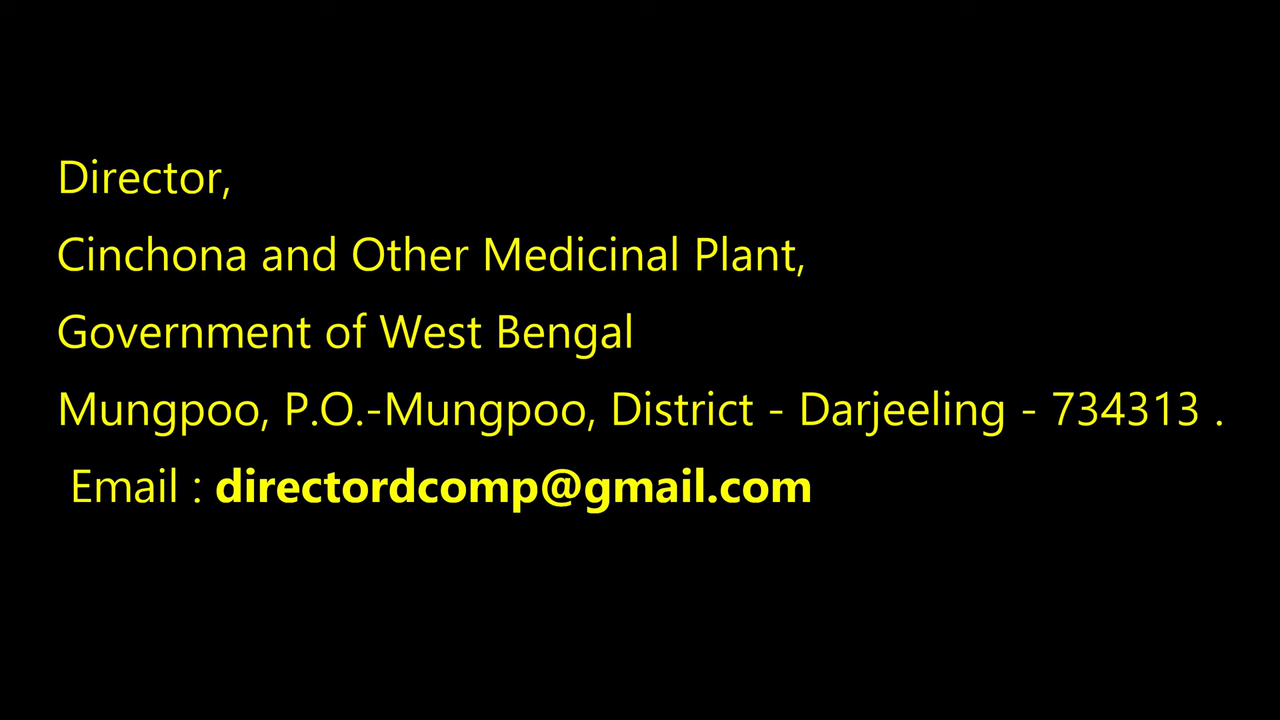 Director,
Cinchona and Other Medicinal Plant,
Government of West Bengal
Mungpoo, P.O.-Mungpoo, District - Darjeeling - 734313 .
Email : directordcomp@gmail.com